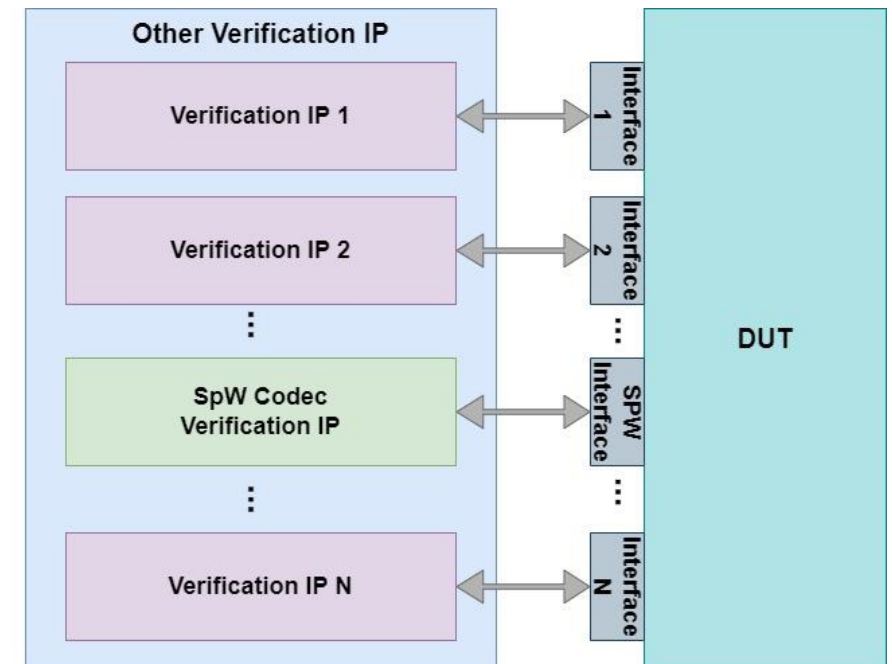 Other Verification IP
Verification IP 1
Interface
1
Verification IP 2
Interface
2
...
...
DUT
SpW Codec
Verification IP
SPW
Interface
...
...
Verification IP N
Interface
N